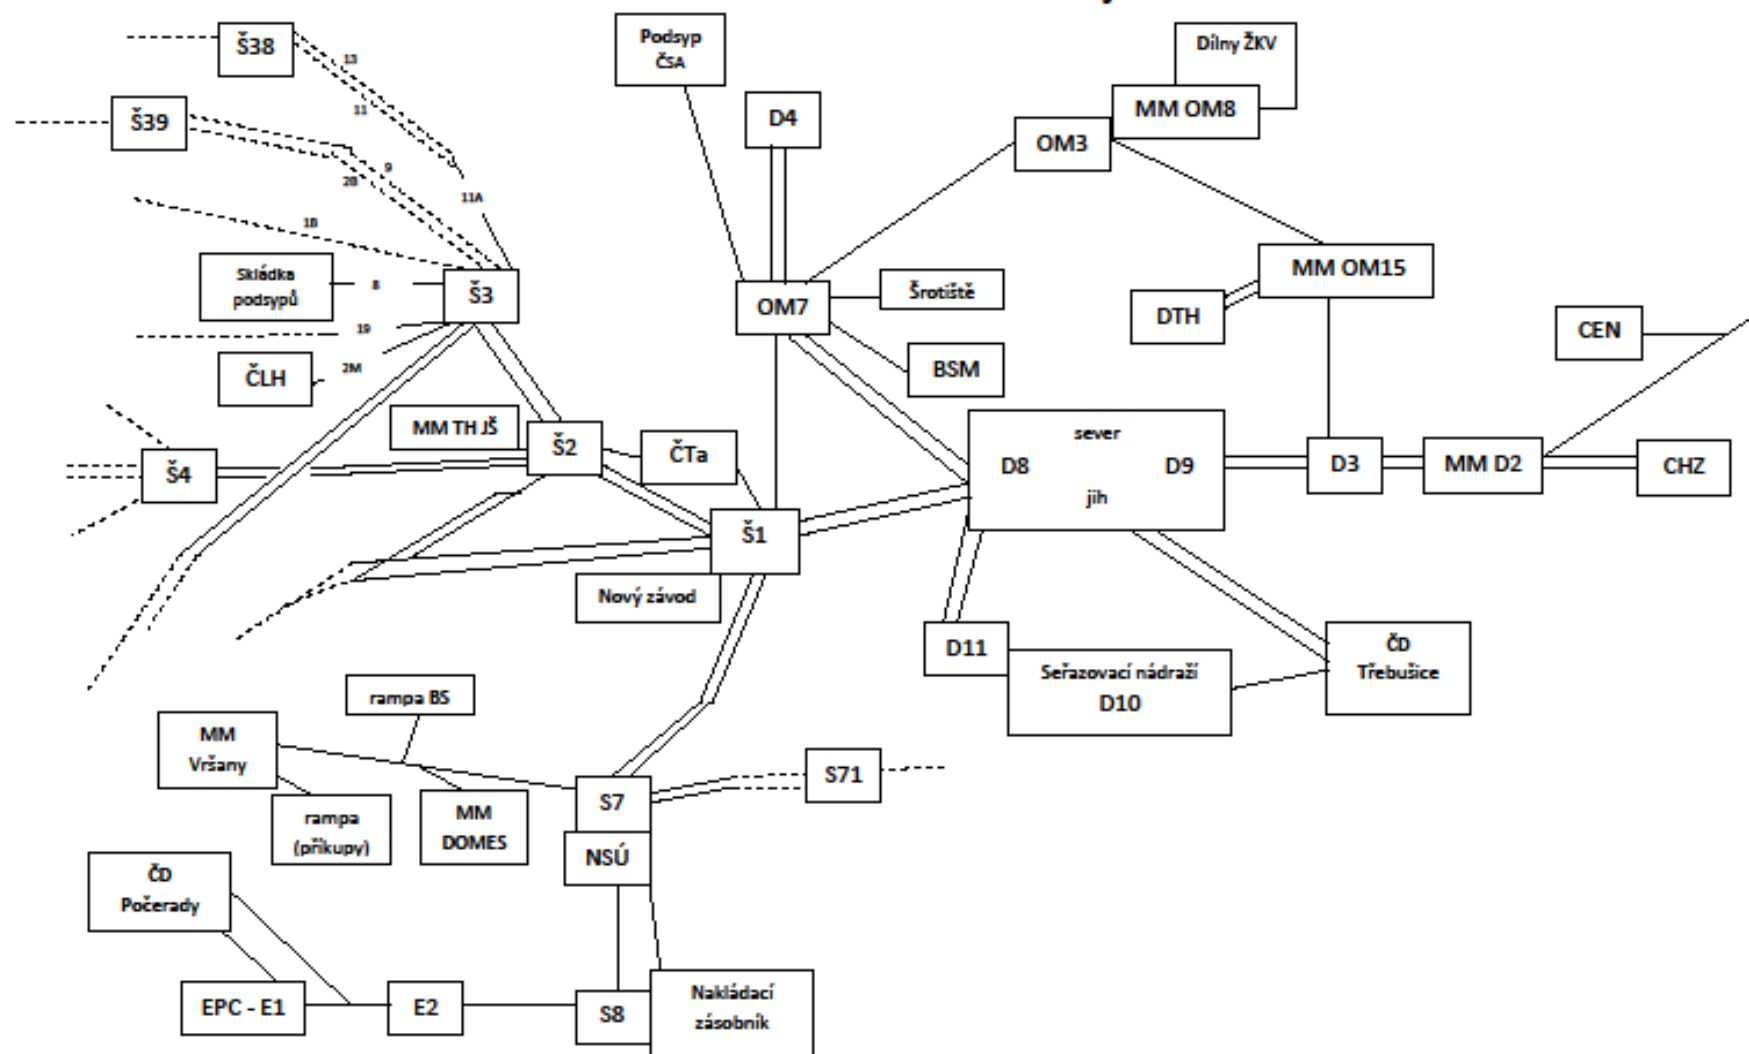 Š38
13
11
Š39
9
2B
11A
1B
Skládka
podsypů
8
Š3
19
ČLH
2M
Podsyp
ČSA
D4
Dílny ŽKV
MM OM8
OM3
MM OM15
DTH
CEN
OM7
Šrotiště
BSM
MM TH JŠ
Š2
ČTa
Š4
sever
D8
D9
jih
D3
MM D2
CHZ
Š1
Nový závod
D11
Seřazovací nádraží
D10
ČD
Třebušice
rampa BS
MM
Vršany
rampa
(příkupy)
MM
DOMES
S7
S71
NSÚ
ČD
Počerady
EPC - E1
E2
S8
Nakládací
zásobník